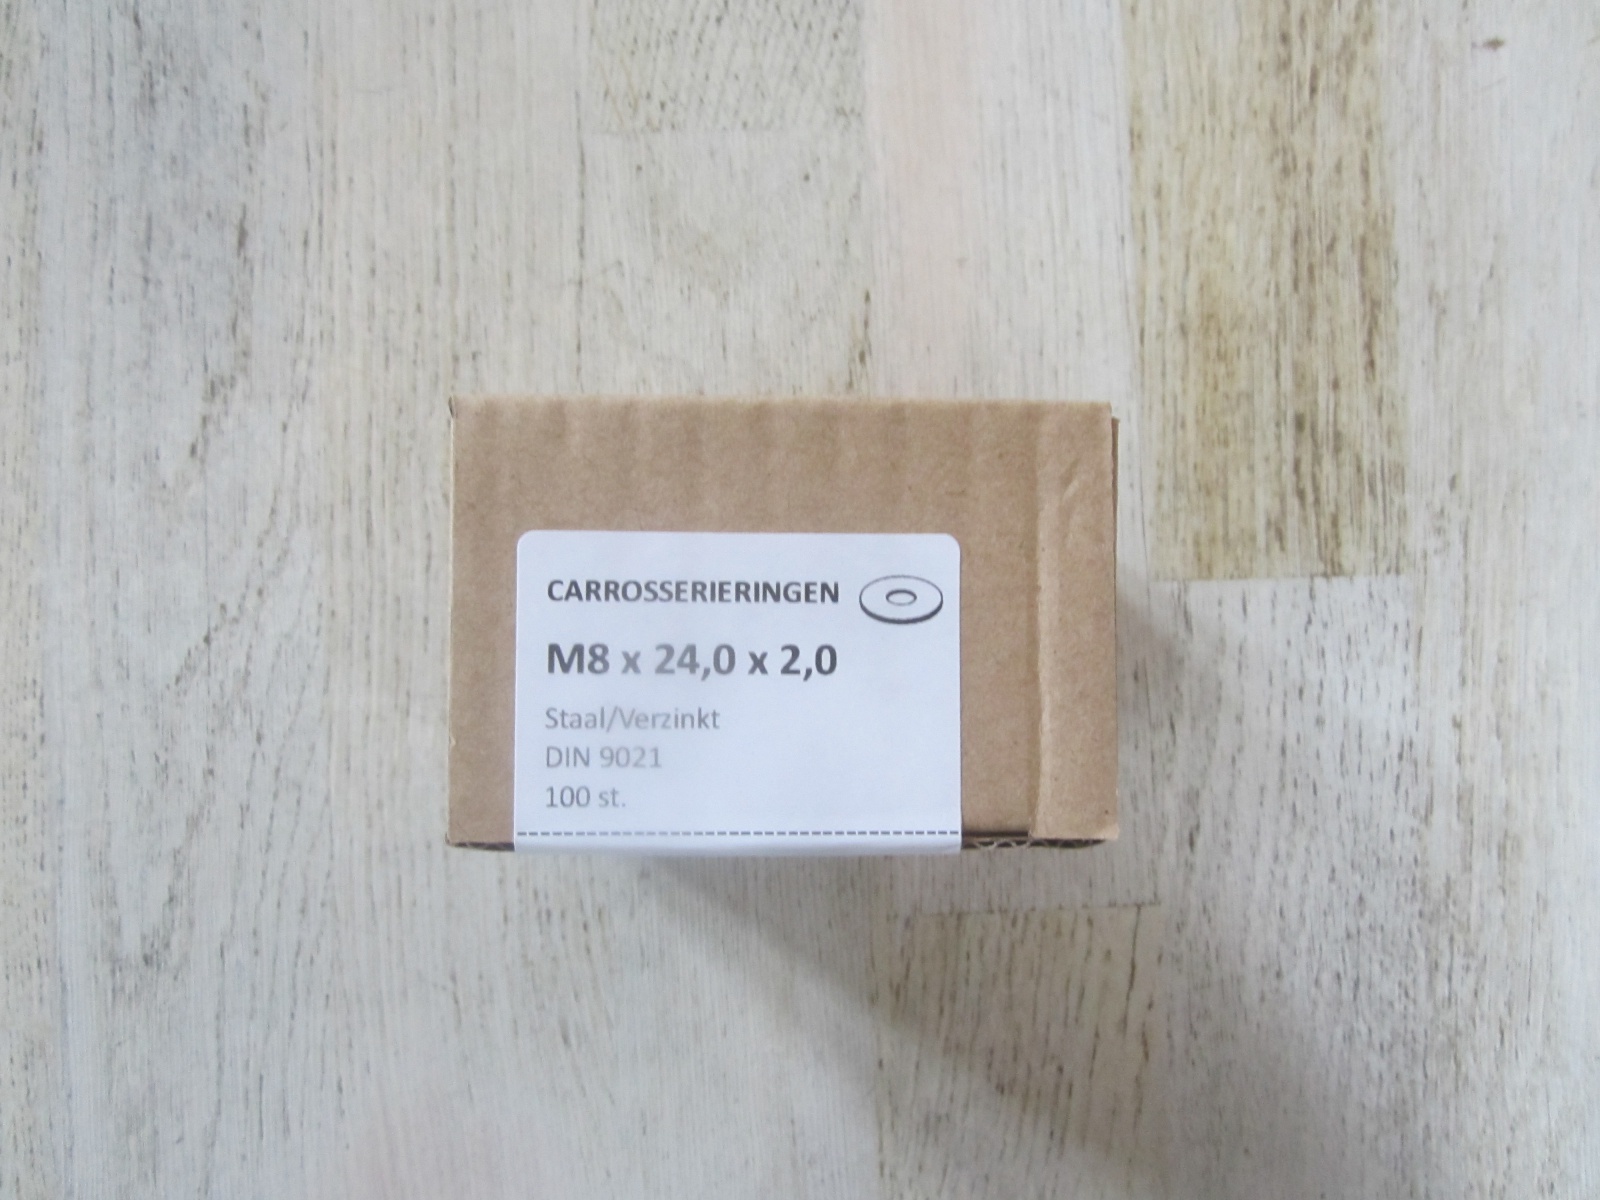 CARROSSERIERINGEN
M8 x 24,0 x 2,0
Staal/Verzinkt
DIN 9021
100 st.